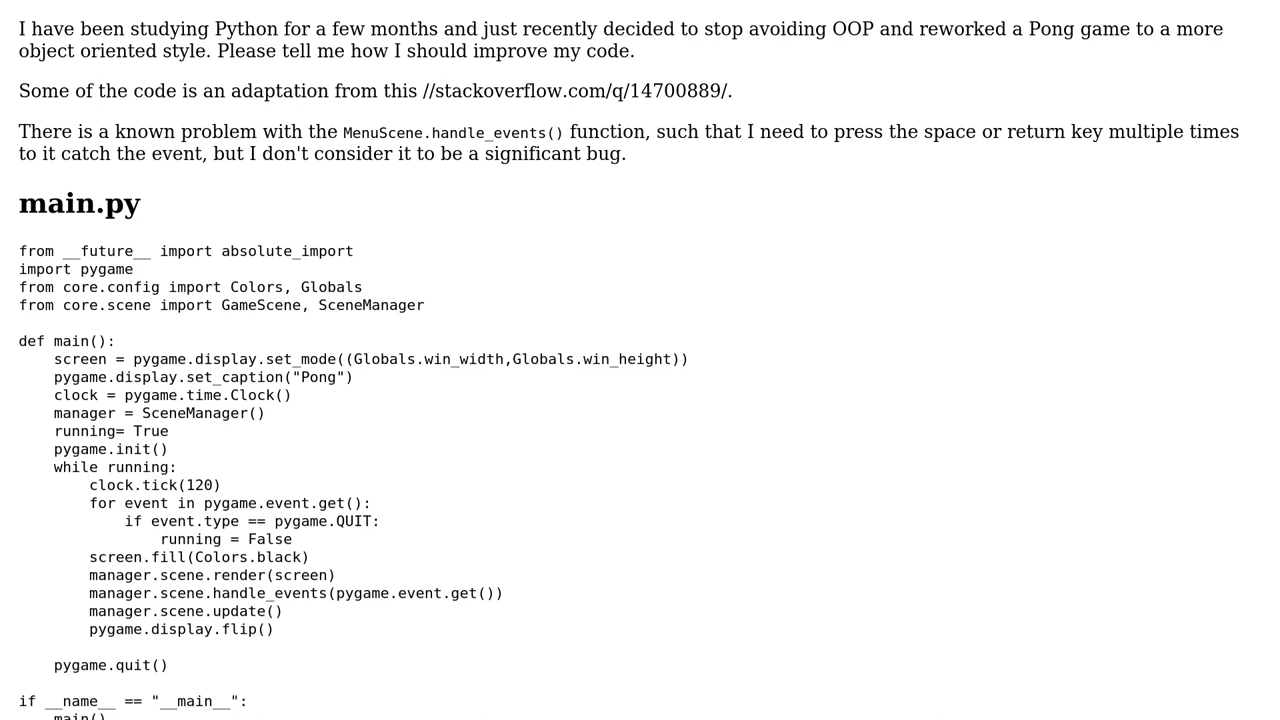 I have been studying Python for a few months and just recently decided to stop avoiding OOP and reworked a Pong game to a more
object oriented style. Please tell me how I should improve my code.
Some of the code is an adaptation from this //stackoverflow.com/q/14700889/.
There is a known problem with the MenuScene.handle_events() function, such that I need to press the space or return key multiple times
to it catch the event, but I don't consider it to be a significant bug.
main.py
from __future__ import absolute_import
import pygame
from core.config import Colors, Globals
from core.scene import GameScene, SceneManager
def main():
    screen = pygame.display.set_mode((Globals.win_width,Globals.win_height))
    pygame.display.set_caption("Pong")
    clock = pygame.time.Clock()
    manager = SceneManager()
    running= True
    pygame.init()
    while running:
        clock.tick(120)
        for event in pygame.event.get():
            if event.type == pygame.QUIT:
                running = False
        screen.fill(Colors.black)
        manager.scene.render(screen)
        manager.scene.handle_events(pygame.event.get())
        manager.scene.update()
        pygame.display.flip()
    pygame.quit()
if __name__ == "__main__":
    main()